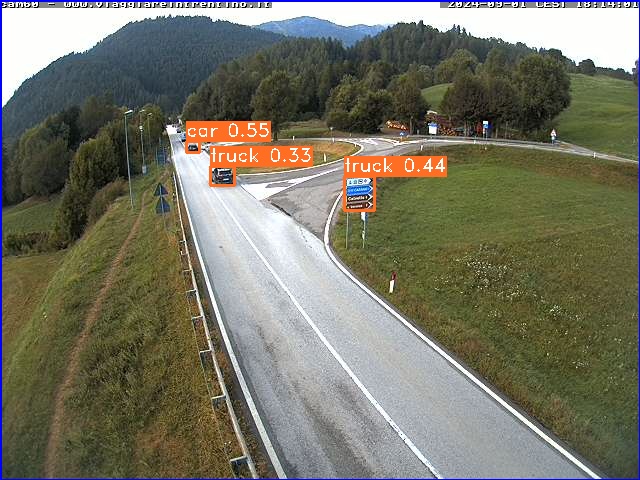 cam60 - www.viaggiareintrentino.it
2024-09-01 CEST 18:14:01
car 0.55
truck 0.33
truck 0.44